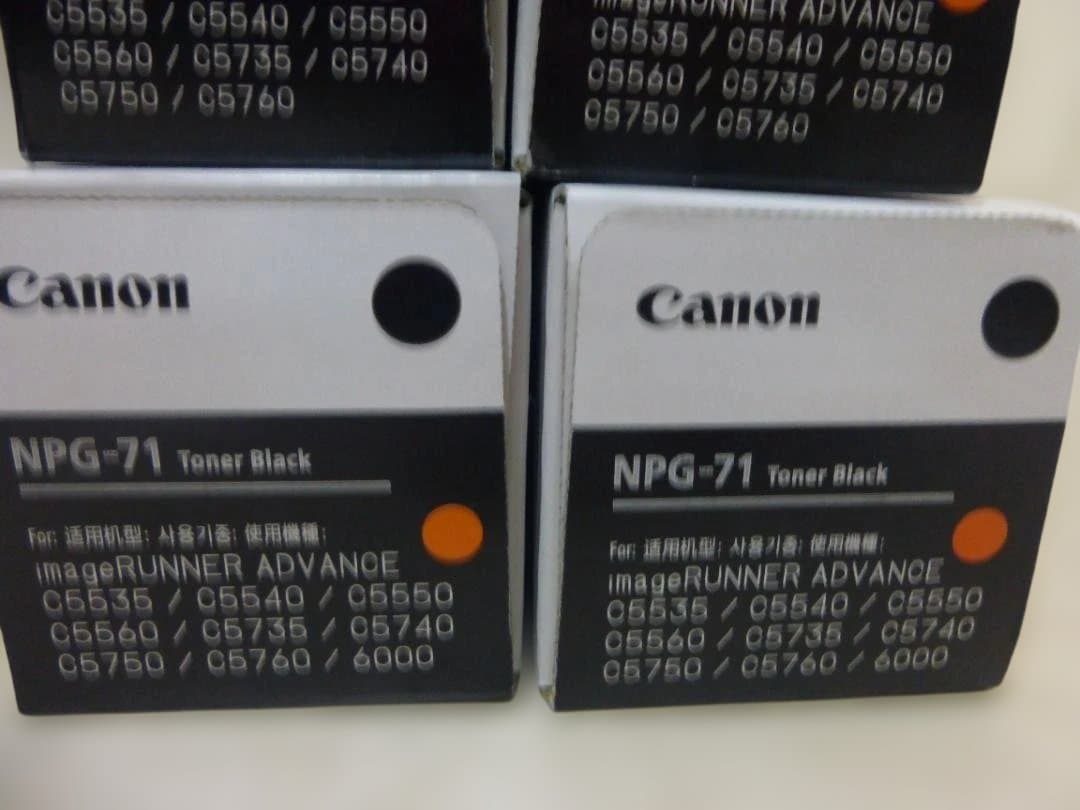 C5535 / C5540 / C5550
C5560 / C5735 / C5740
C5750 / C5760
imageRUNNER ADVANCE
C5535 / C5540 / C5550
C5560 / C5735 / C5740
C5750 / C5760
Canon
NPG-71 Toner Black
For: 适用机型: 사용기종: 使用機種:
imageRUNNER ADVANCE
C5535 / C5540 / C5550
C5560 / C5735 / C5740
C5750 / C5760 / 6000
Canon
NPG-71 Toner Black
For: 适用机型: 사용기종: 使用機種:
imageRUNNER ADVANCE
C5535 / C5540 / C5550
C5560 / C5735 / C5740
C5750 / C5760 / 6000